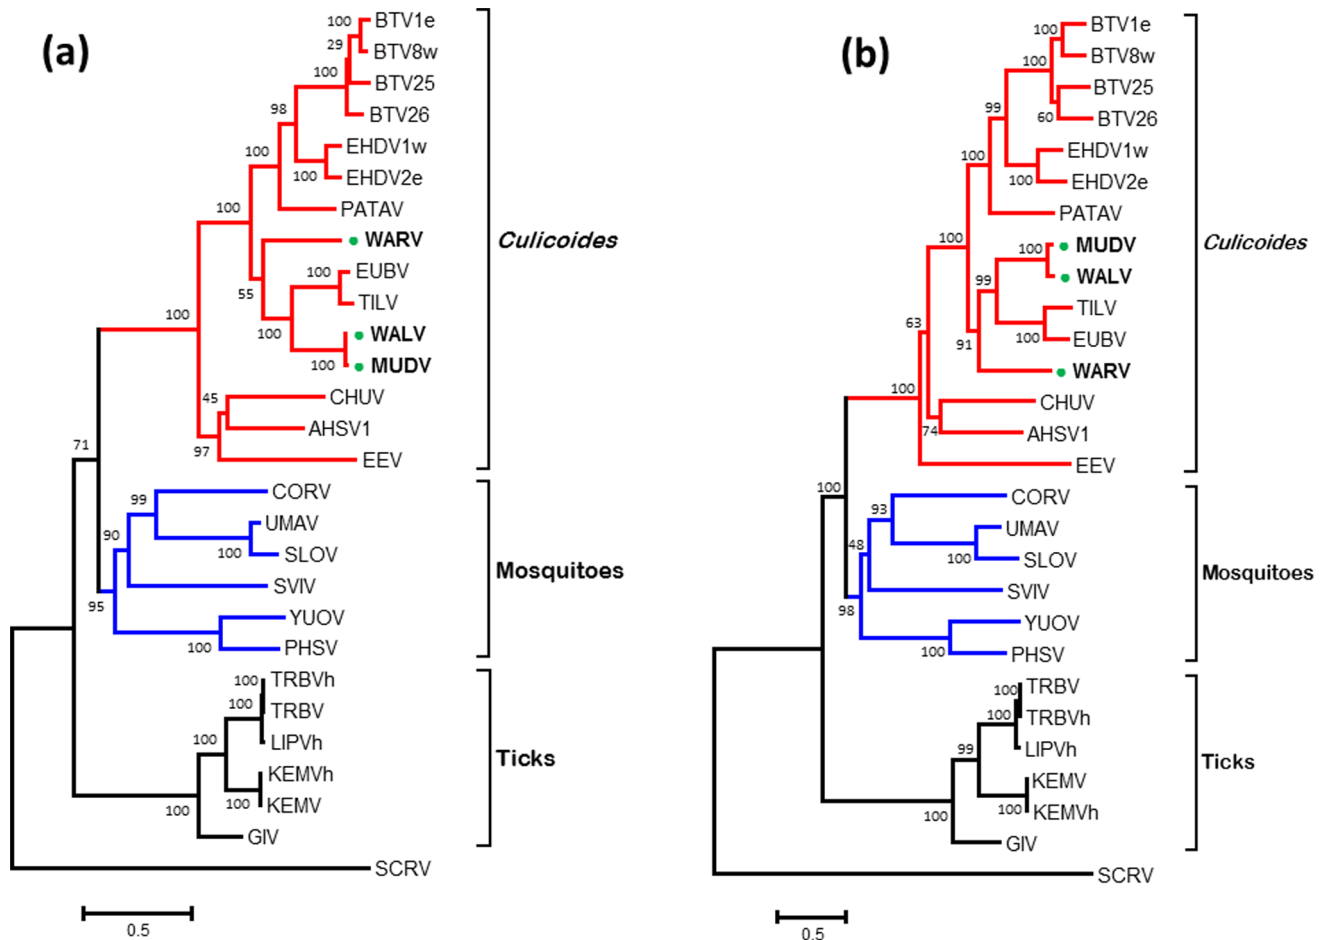 (a)
100
BTV1e
29
BTV8w
100
BTV25
98
BTV26
100
EHDV1w
100
EHDV2e
100
PATAV
WARV
Culicoides
100
EUBV
55
TILV
100
100
WALV
100
MUDV
45
CHUV
AHSV1
71
97
EEV
99
CORV
90
UMAV
100
SLOV
Mosquitoes
95
SVIV
YUOV
100
PHSV
100
TRBVh
100
TRBV
100
LIPVh
Ticks
KEMVh
100
100
KEMV
GIV
SCRV
0.5
(b)
100
BTV1e
100
BTV8w
BTV25
99
60
BTV26
100
EHDV1w
100
EHDV2e
PATAV
100
100
MUDV
Culicoides
99
WALV
63
TILV
91
100
EUBV
WARV
100
CHUV
74
AHSV1
EEV
100
93
CORV
48
UMAV
100
SLOV
Mosquitoes
98
SVIV
YUOV
100
PHSV
100
TRBV
100
TRBVh
99
LIPVh
Ticks
KEMV
100
100
KEMVh
GIV
SCRV
0.5